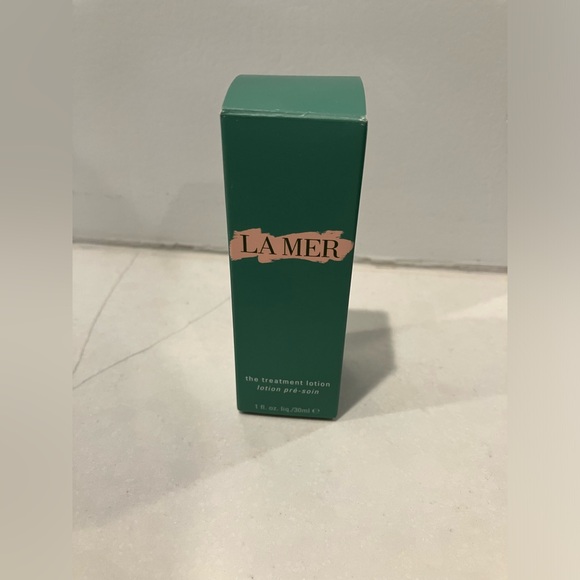 LA MER
the treatment lotion
lotion pré-soin
1 fl. oz. liq./30ml ℮